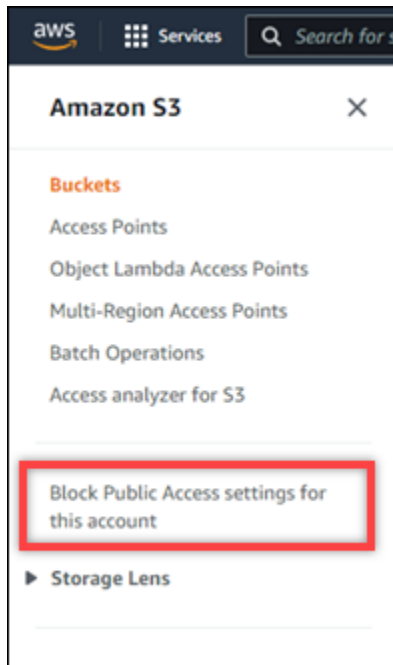 aws
Services
Search for s
Amazon S3
Buckets
Access Points
Object Lambda Access Points
Multi-Region Access Points
Batch Operations
Access analyzer for S3
Block Public Access settings for
this account
Storage Lens